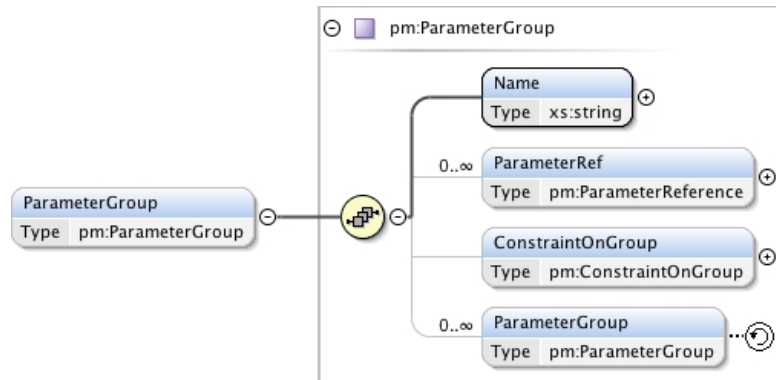 pm:ParameterGroup
Name
Type xs:string
0..∞
ParameterRef
Type pm:ParameterReference
ParameterGroup
Type pm:ParameterGroup
ConstraintOnGroup
Type pm:ConstraintOnGroup
0..∞
ParameterGroup
Type pm:ParameterGroup